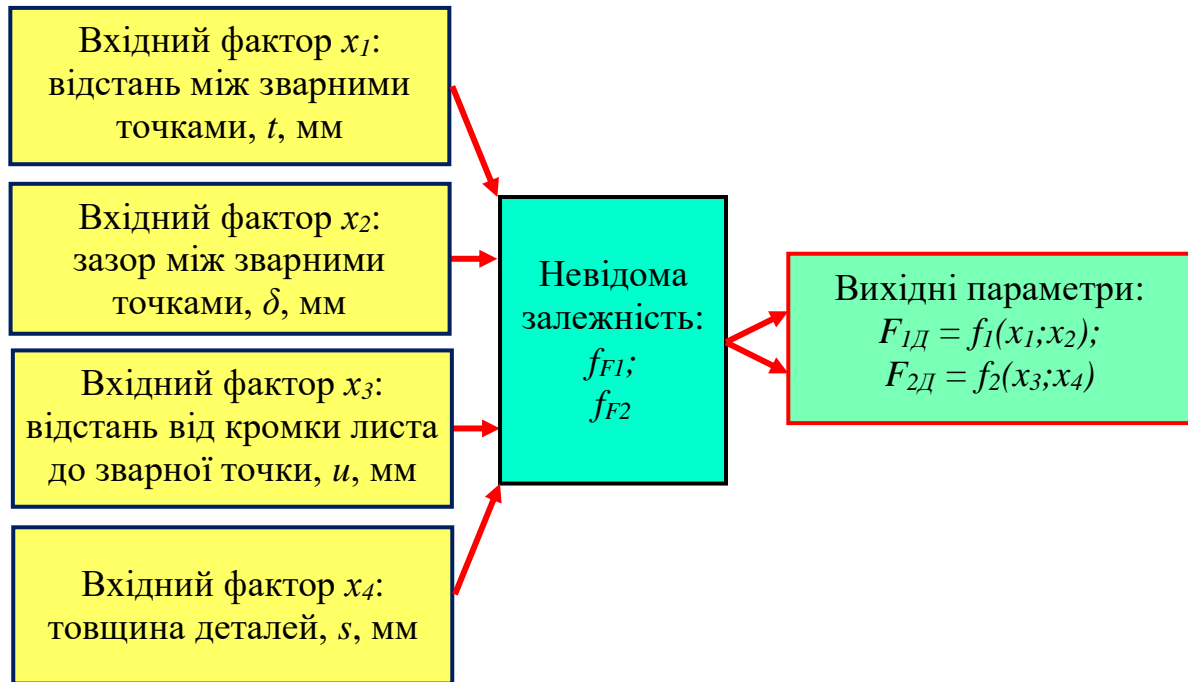 Вхідний фактор x1:
відстань між зварними
точками, t, мм
Вхідний фактор x2:
зазор між зварними
точками, δ, мм
Вхідний фактор x3:
відстань від кромки листа
до зварної точки, u, мм
Вхідний фактор x4:
товщина деталей, s, мм
Невідома
залежність:
fF1;
fF2
Вихідні параметри:
F1Д = f1(x1;x2);
F2Д = f2(x3;x4)